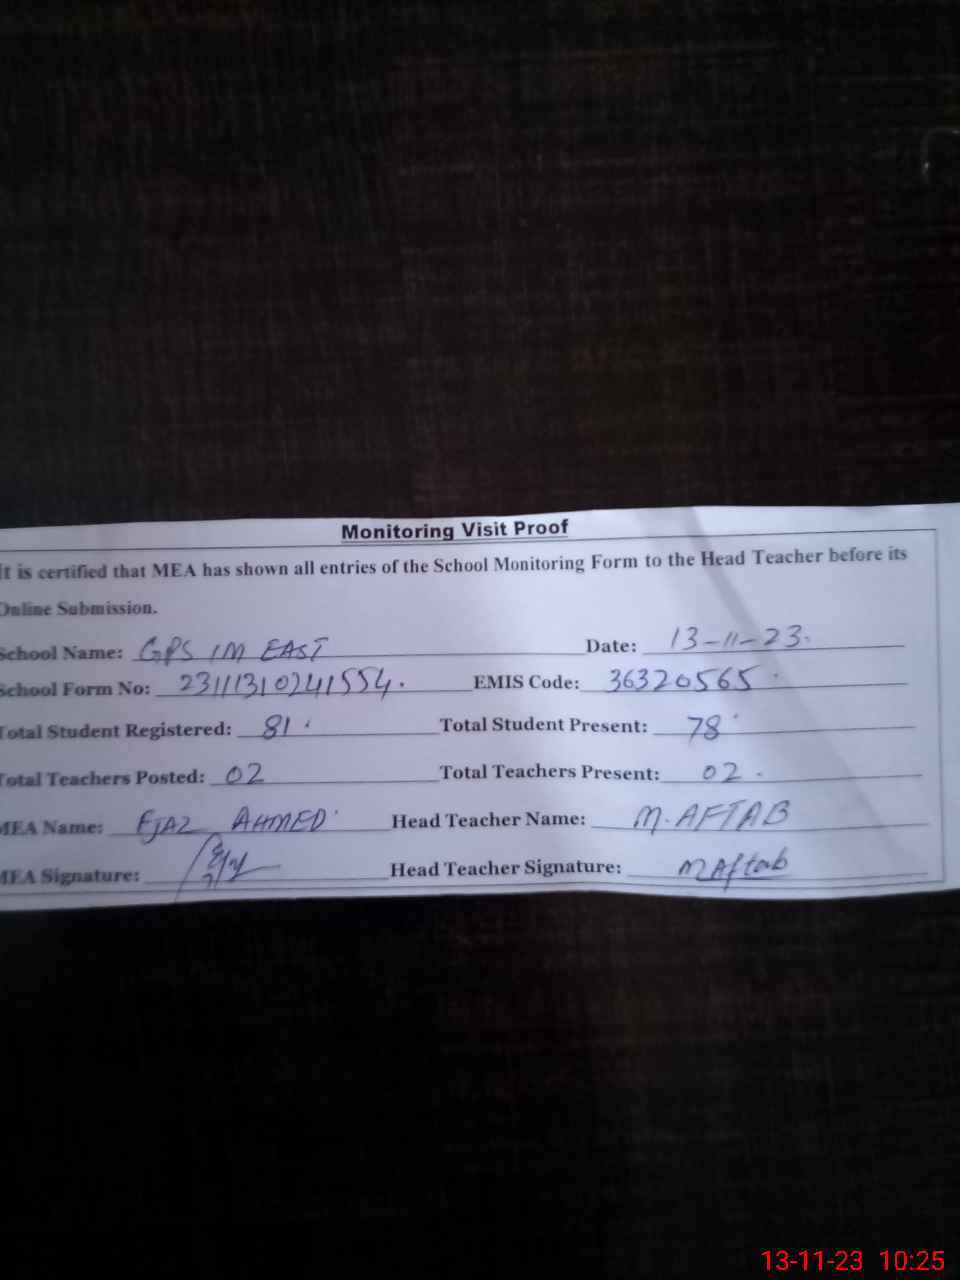 Monitoring Visit Proof
It is certified that MEA has shown all entries of the School Monitoring Form to the Head Teacher before its
Online Submission.
School Name: GPS 1M EAST Date: 13-11-23
School Form No: 23111310241554. EMIS Code: 36320565
Total Student Registered: 81 Total Student Present: 78
Total Teachers Posted: 02 Total Teachers Present: 02.
MEA Name: EJAZ AHMED Head Teacher Name: M. AFTAB
MEA Signature: Head Teacher Signature: M Aftab
13-11-23 10:25